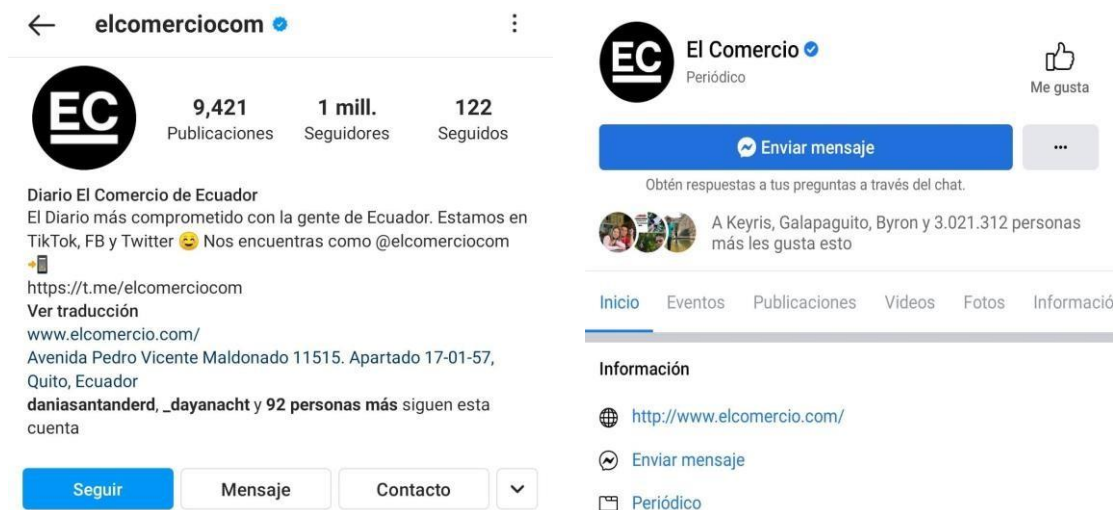 elcomerciocom
EC
9,421
Publicaciones
1 mill.
Seguidores
122
Seguidos
Diario El Comercio de Ecuador
El Diario más comprometido con la gente de Ecuador. Estamos en
TikTok, FB y Twitter 😊 Nos encuentras como @elcomerciocom
📲
https://t.me/elcomerciocom
Ver traducción
www.elcomercio.com/
Avenida Pedro Vicente Maldonado 11515. Apartado 17-01-57,
Quito, Ecuador
daniasantanderd, _dayanacht y 92 personas más siguen esta
cuenta
Seguir
Mensaje
Contacto
EC
El Comercio
Periódico
Me gusta
Enviar mensaje
Obtén respuestas a tus preguntas a través del chat.
A Keyris, Galapaguito, Byron y 3.021.312 personas
más les gusta esto
Inicio Eventos Publicaciones Videos Fotos Informació
Información
http://www.elcomercio.com/
Enviar mensaje
Periódico